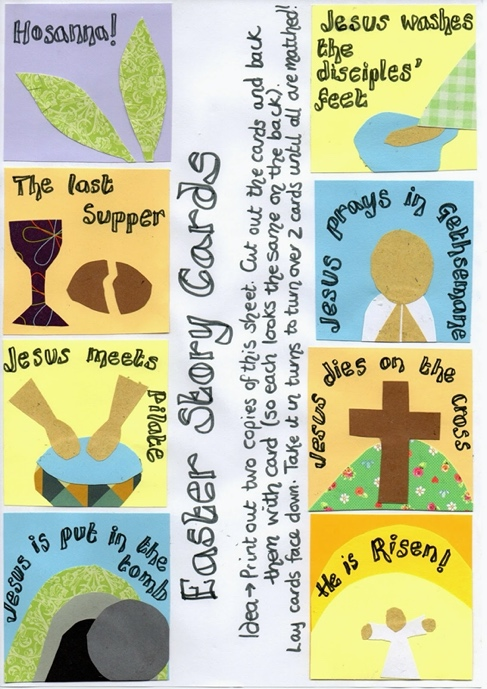 Hosanna!
Jesus washes
the
disciples'
feet
The last
Supper
Jesus prays in Gethsemane
Jesus meets Pilate
Jesus dies on the cross
Jesus is put in the tomb
He is Risen!
Easter Story Cards
Idea → Print out two copies of this sheet. Cut out the cards and back
them with card (so each looks the same on the back).
Lay cards face down. Take it in turns to turn over 2 cards until all are matched!